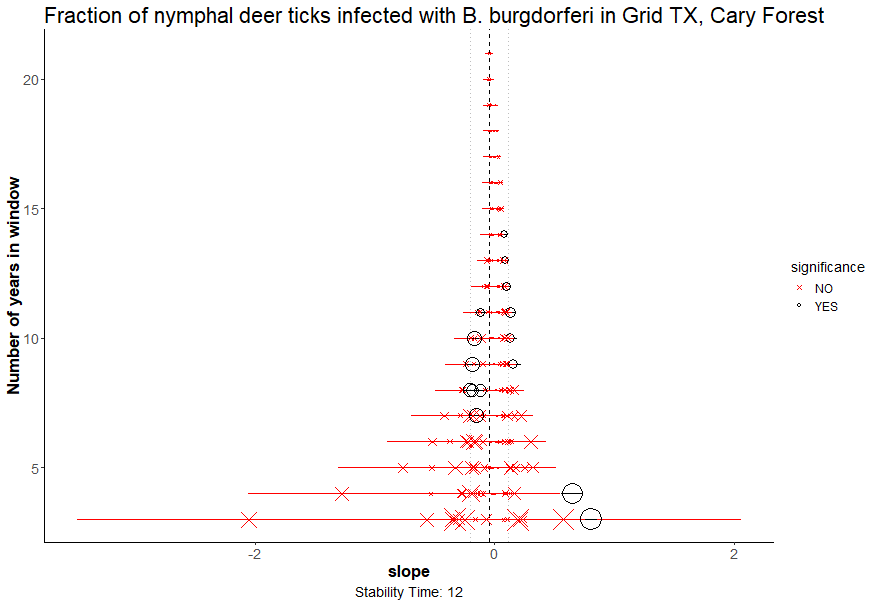 Fraction of nymphal deer ticks infected with B. burgdorferi in Grid TX, Cary Forest
Number of years in window
20
15
10
5
-2
0
2
slope
Stability Time: 12
significance
NO
YES